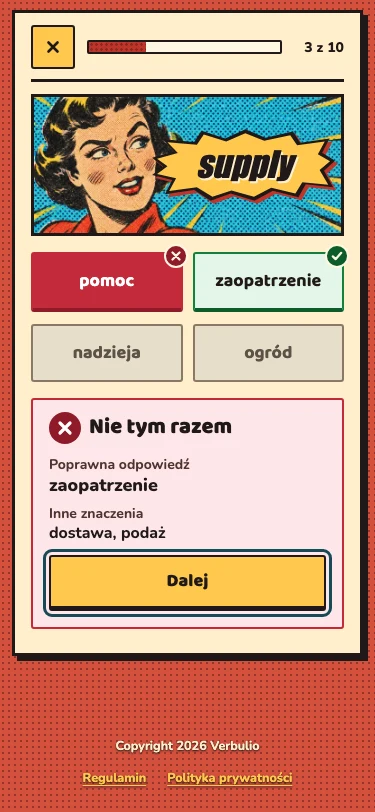 3 z 10
supply
pomoc
zaopatrzenie
nadzieja
ogród
Nie tym razem
Poprawna odpowiedź
zaopatrzenie
Inne znaczenia
dostawa, podaż
Dalej
Copyright 2026 Verbulio
Regulamin
Polityka prywatności